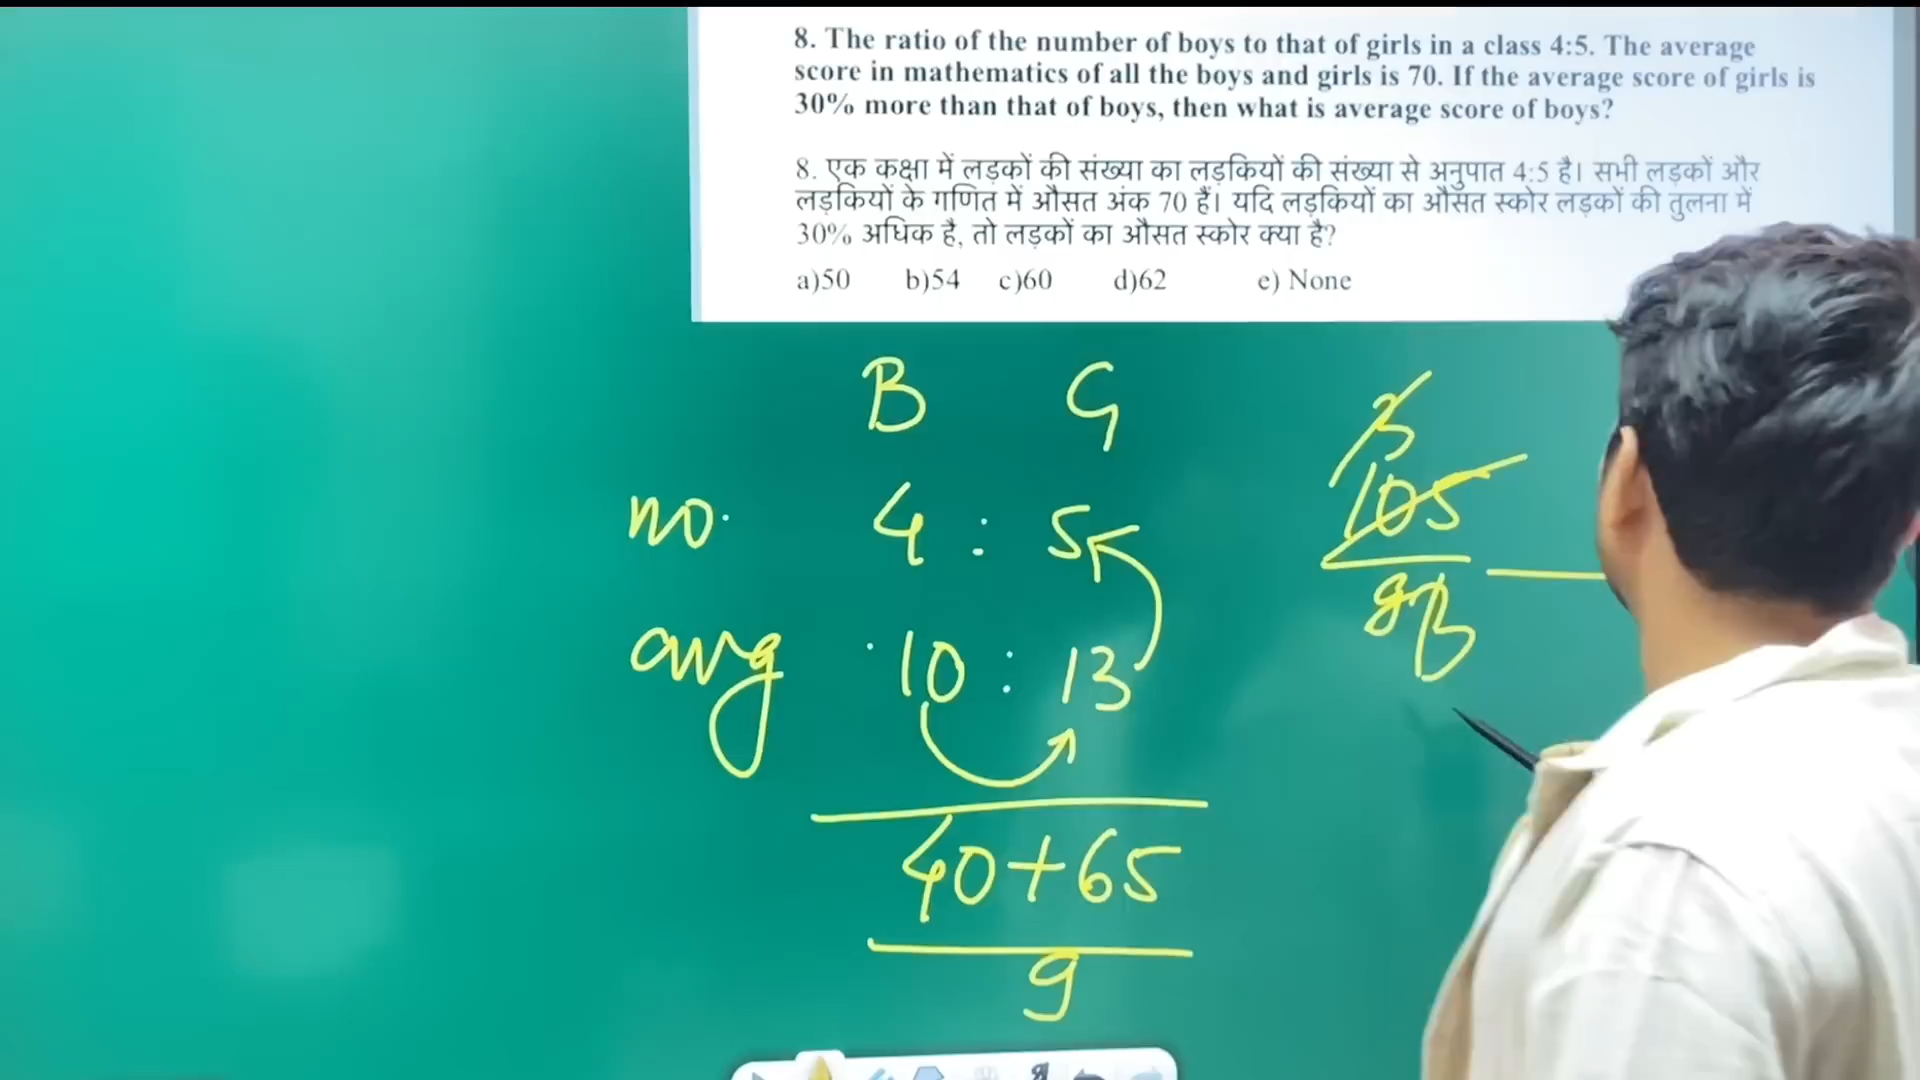 8. The ratio of the number of boys to that of girls in a class 4:5. The average
score in mathematics of all the boys and girls is 70. If the average score of girls is
30% more than that of boys, then what is average score of boys?
8. एक कक्षा में लड़कों की संख्या का लड़कियों की संख्या से अनुपात 4:5 है। सभी लड़कों और
लड़कियों के गणित में औसत अंक 70 हैं। यदि लड़कियों का औसत स्कोर लड़कों की तुलना में
30% अधिक है, तो लड़कों का औसत स्कोर क्या है?
a)50 b)54 c)60 d)62 e) None
B G
no. 4 : 5
avg 10 : 13
40+65
9
105